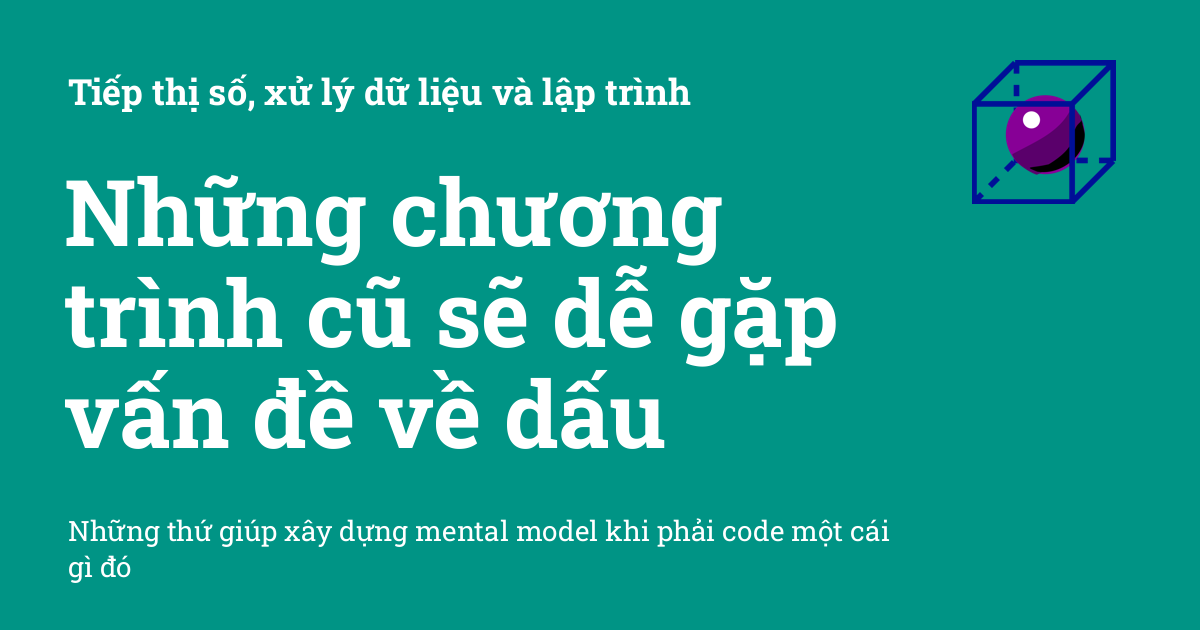 Tiếp thị số, xử lý dữ liệu và lập trình
Những chương
trình cũ sẽ dễ gặp
vấn đề về dấu
Những thứ giúp xây dựng mental model khi phải code một cái
gì đó